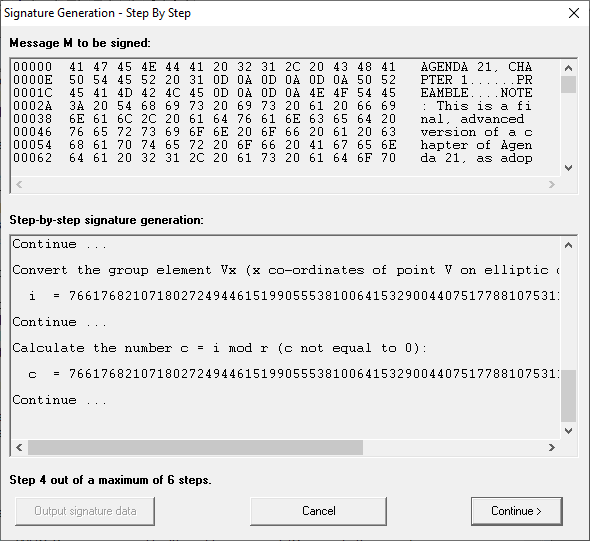 Signature Generation - Step By Step
Message M to be signed:
00000 41 47 45 4E 44 41 20 32 31 2C 20 43 48 41 AGENDA 21, CHA
0000E 50 54 45 52 20 31 0D 0A 0D 0A 0D 0A 50 52 PTER 1......PR
0001C 45 41 4D 42 4C 45 0D 0A 0D 0A 4E 4F 54 45 EAMBLE....NOTE
0002A 3A 20 54 68 69 73 20 69 73 20 61 20 66 69 : This is a fi
00038 6E 61 6C 2C 20 61 64 76 61 6E 63 65 64 20 nal, advanced
00046 76 65 72 73 69 6F 6E 20 6F 66 20 61 20 63 version of a c
00054 68 61 70 74 65 72 20 6F 66 20 41 67 65 6E hapter of Agen
00062 64 61 20 32 31 2C 20 61 73 20 61 64 6F 70 da 21, as adop
Step-by-step signature generation:
Continue ...
Convert the group element Vx (x co-ordinates of point V on elliptic c
i = 76617682107180272494461519905553810064153290044075177881075311
Continue ...
Calculate the number c = i mod r (c not equal to 0):
c = 76617682107180272494461519905553810064153290044075177881075311
Continue ...
Step 4 out of a maximum of 6 steps.
Output signature data
Cancel
Continue >